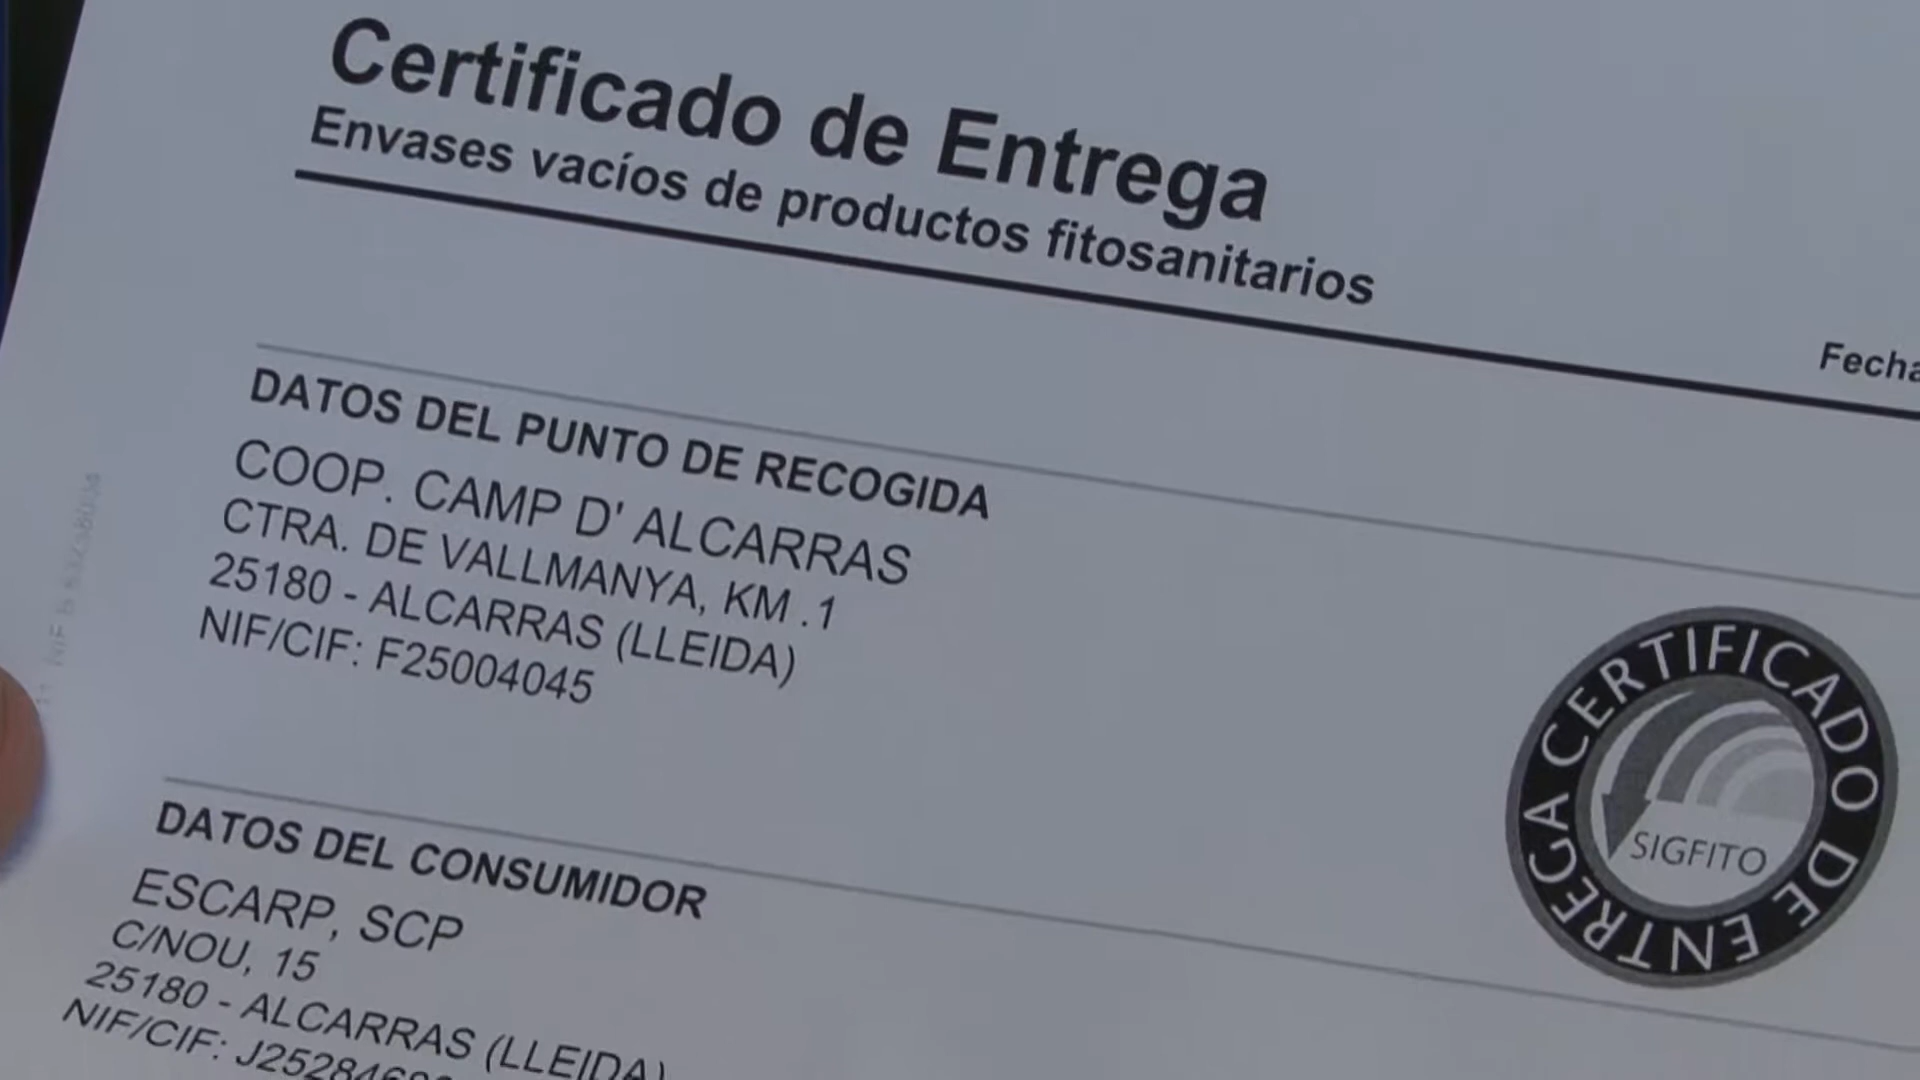 Certificado de Entrega
Envases vacíos de productos fitosanitarios
Fecha
DATOS DEL PUNTO DE RECOGIDA
COOP. CAMP D' ALCARRAS
CTRA. DE VALLMANYA, KM .1
25180 - ALCARRAS (LLEIDA)
NIF/CIF: F25004045
CERTIFICADO DE ENTREGA
SIGFITO
DATOS DEL CONSUMIDOR
ESCARP, SCP
C/NOU, 15
25180 - ALCARRAS (LLEIDA)
NIF/CIF: